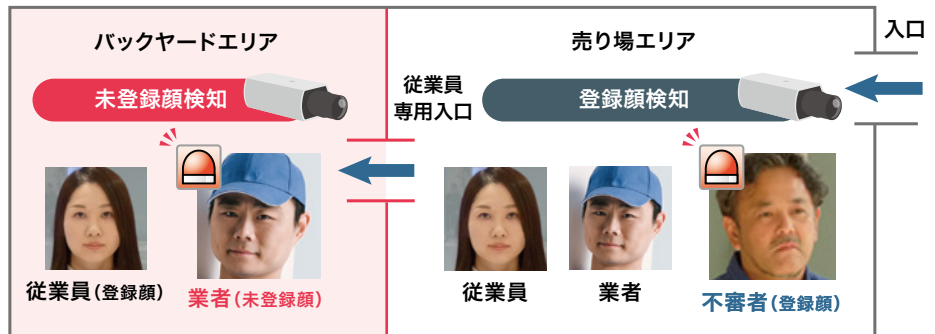 バックヤードエリア
売り場エリア
入口
未登録顔検知
従業員
専用入口
登録顔検知
従業員(登録顔)
業者(未登録顔)
従業員
業者
不審者(登録顔)